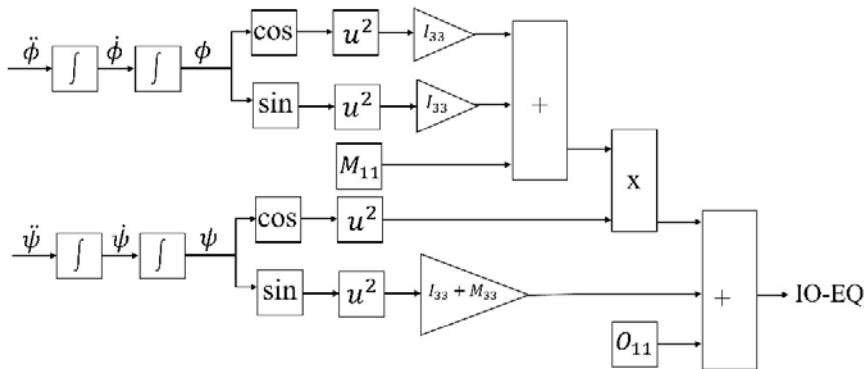 cos u² I₃₃
ϕ̈ ∫ ϕ̇ ∫ ϕ
sin u² I₃₃
+
M₁₁
x
cos u²
ψ̈ ∫ ψ̇ ∫ ψ
sin u² I₃₃ + M₃₃
+ IO-EQ
O₁₁